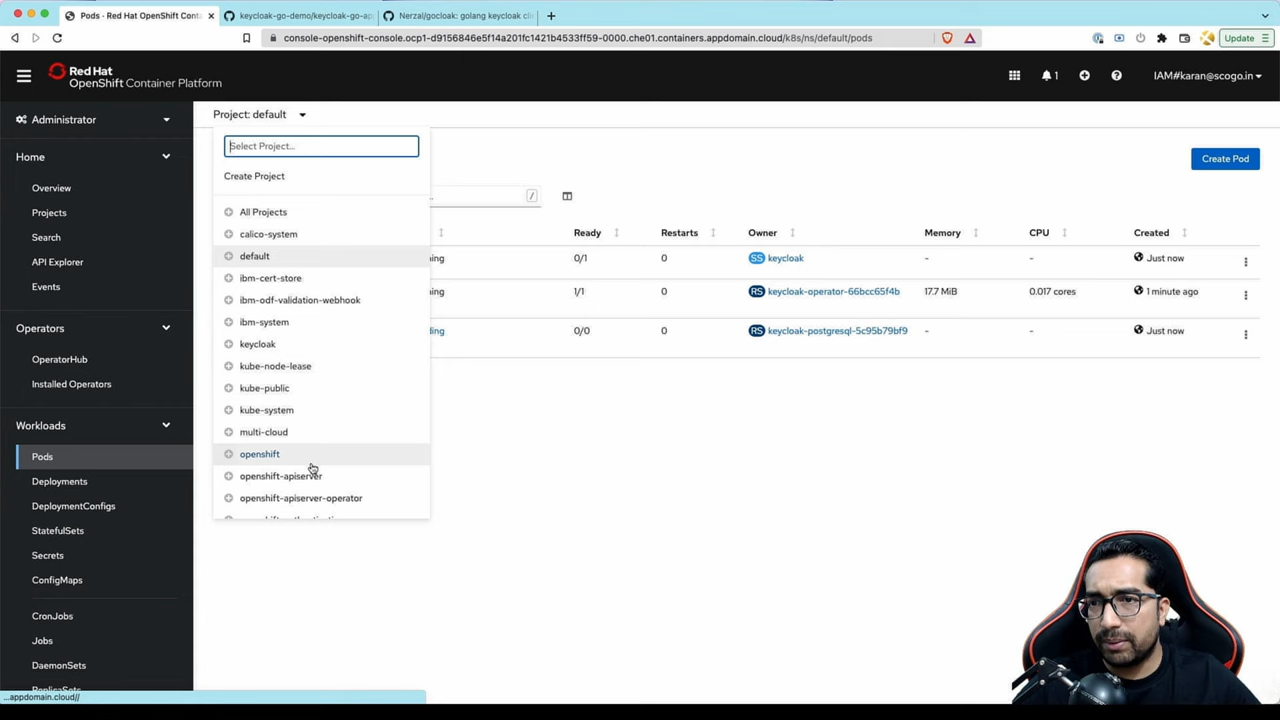 Pods - Red Hat OpenShift Conta
keycloak-go-demo/keycloak-go-ap
Nerzal/gocloak: golang keycloak cl
console-openshift-console.ocp1-d9156846e5f14a201fc1421b4533ff59-0000.che01.containers.appdomain.cloud/k8s/ns/default/pods
Update
Red Hat
OpenShift Container Platform
1
IAM#karan@scogo.in
Administrator
Project: default
Select Project...
Create Pod
Home
Create Project
Overview
/
Projects
All Projects
Search
calico-system
Ready
Restarts
Owner
Memory
CPU
Created
API Explorer
default
ning
0/1
0
SS keycloak
-
-
Just now
Events
ibm-cert-store
ibm-odf-validation-webhook
ning
1/1
0
RS keycloak-operator-66bcc65f4b
17.7 MiB
0.017 cores
1 minute ago
Operators
ibm-system
ding
0/0
0
RS keycloak-postgresql-5c95b79bf9
-
-
Just now
OperatorHub
keycloak
Installed Operators
kube-node-lease
kube-public
Workloads
kube-system
multi-cloud
Pods
openshift
Deployments
openshift-apiserver
DeploymentConfigs
openshift-apiserver-operator
StatefulSets
Secrets
ConfigMaps
CronJobs
Jobs
DaemonSets
...appdomain.cloud//